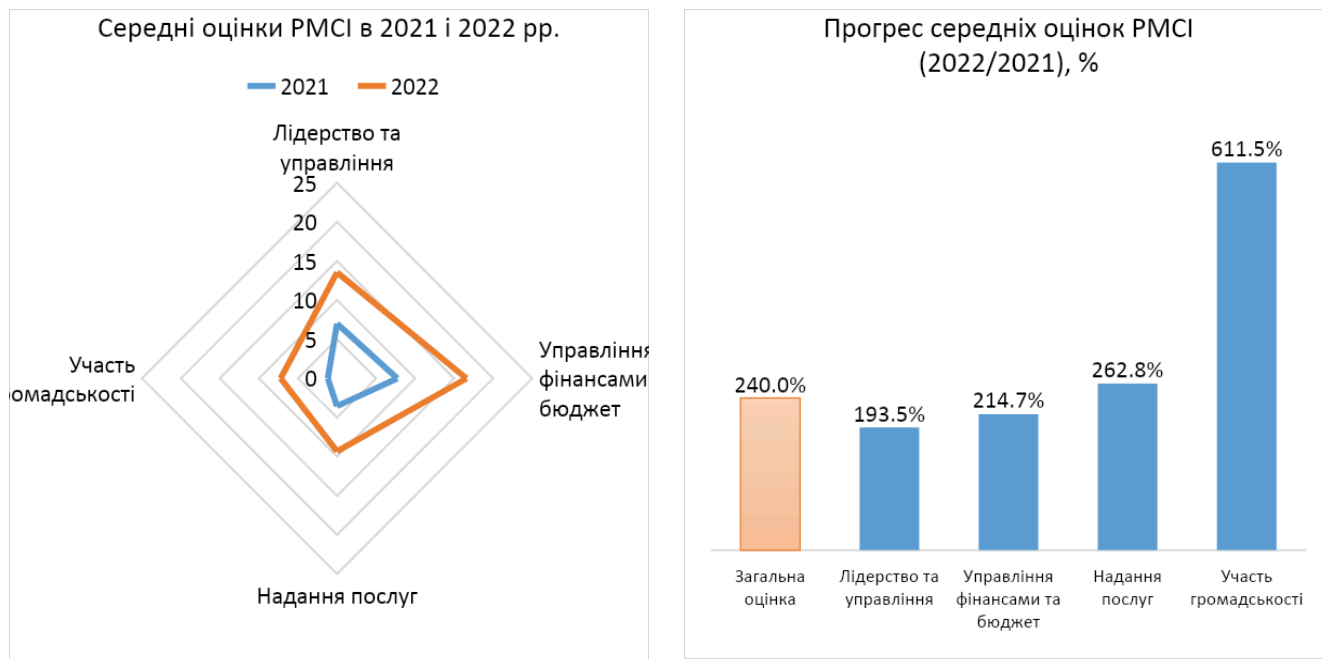 Середні оцінки PMCI в 2021 і 2022 рр.
2021 2022
Лідерство та
управління
25
20
15
10
5
0
Управління
фінансами
бюджет
Участь
ромадськості
Надання послуг
Прогрес середніх оцінок PMCI
(2022/2021), %
240.0%
193.5%
214.7%
262.8%
611.5%
Загальна
оцінка
Лідерство та
управління
Управління
фінансами та
бюджет
Надання
послуг
Участь
громадськості